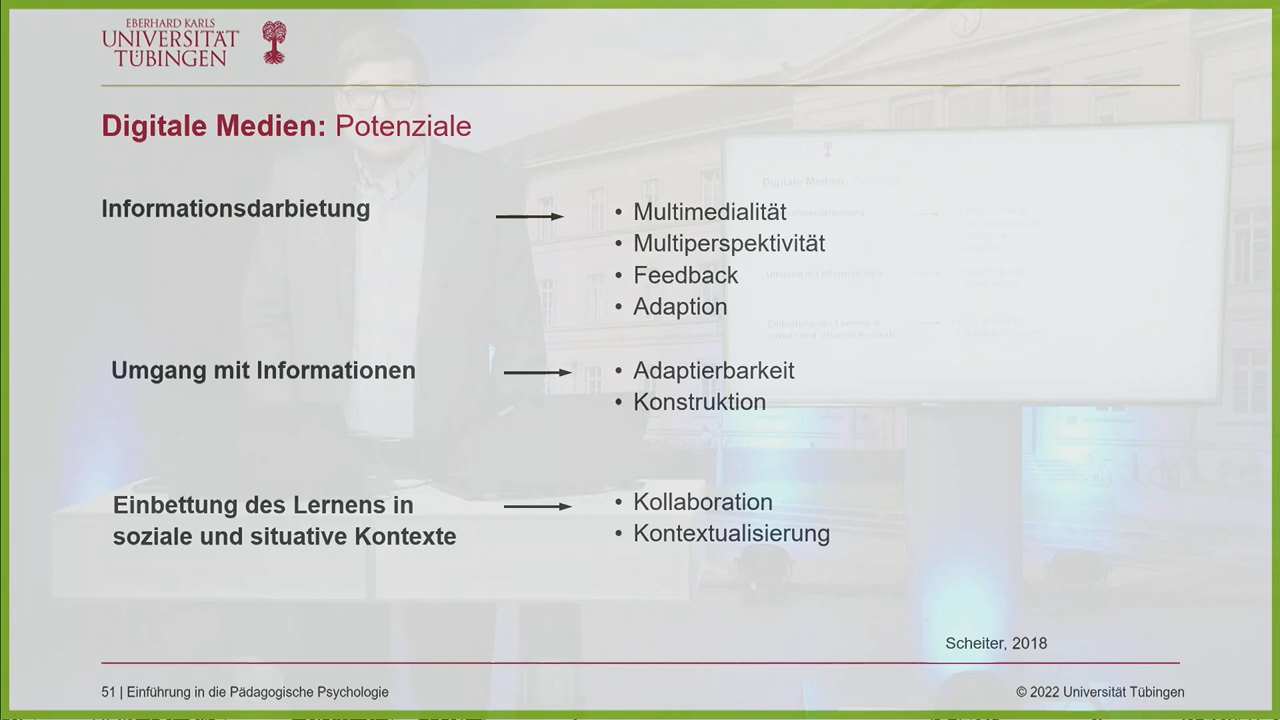 EBERHARD KARLS
UNIVERSITÄT
TÜBINGEN
Digitale Medien: Potenziale
Informationsdarbietung
• Multimedialität
• Multiperspektivität
• Feedback
• Adaption
Umgang mit Informationen
• Adaptierbarkeit
• Konstruktion
Einbettung des Lernens in
soziale und situative Kontexte
• Kollaboration
• Kontextualisierung
Scheiter, 2018
51 | Einführung in die Pädagogische Psychologie
© 2022 Universität Tübingen